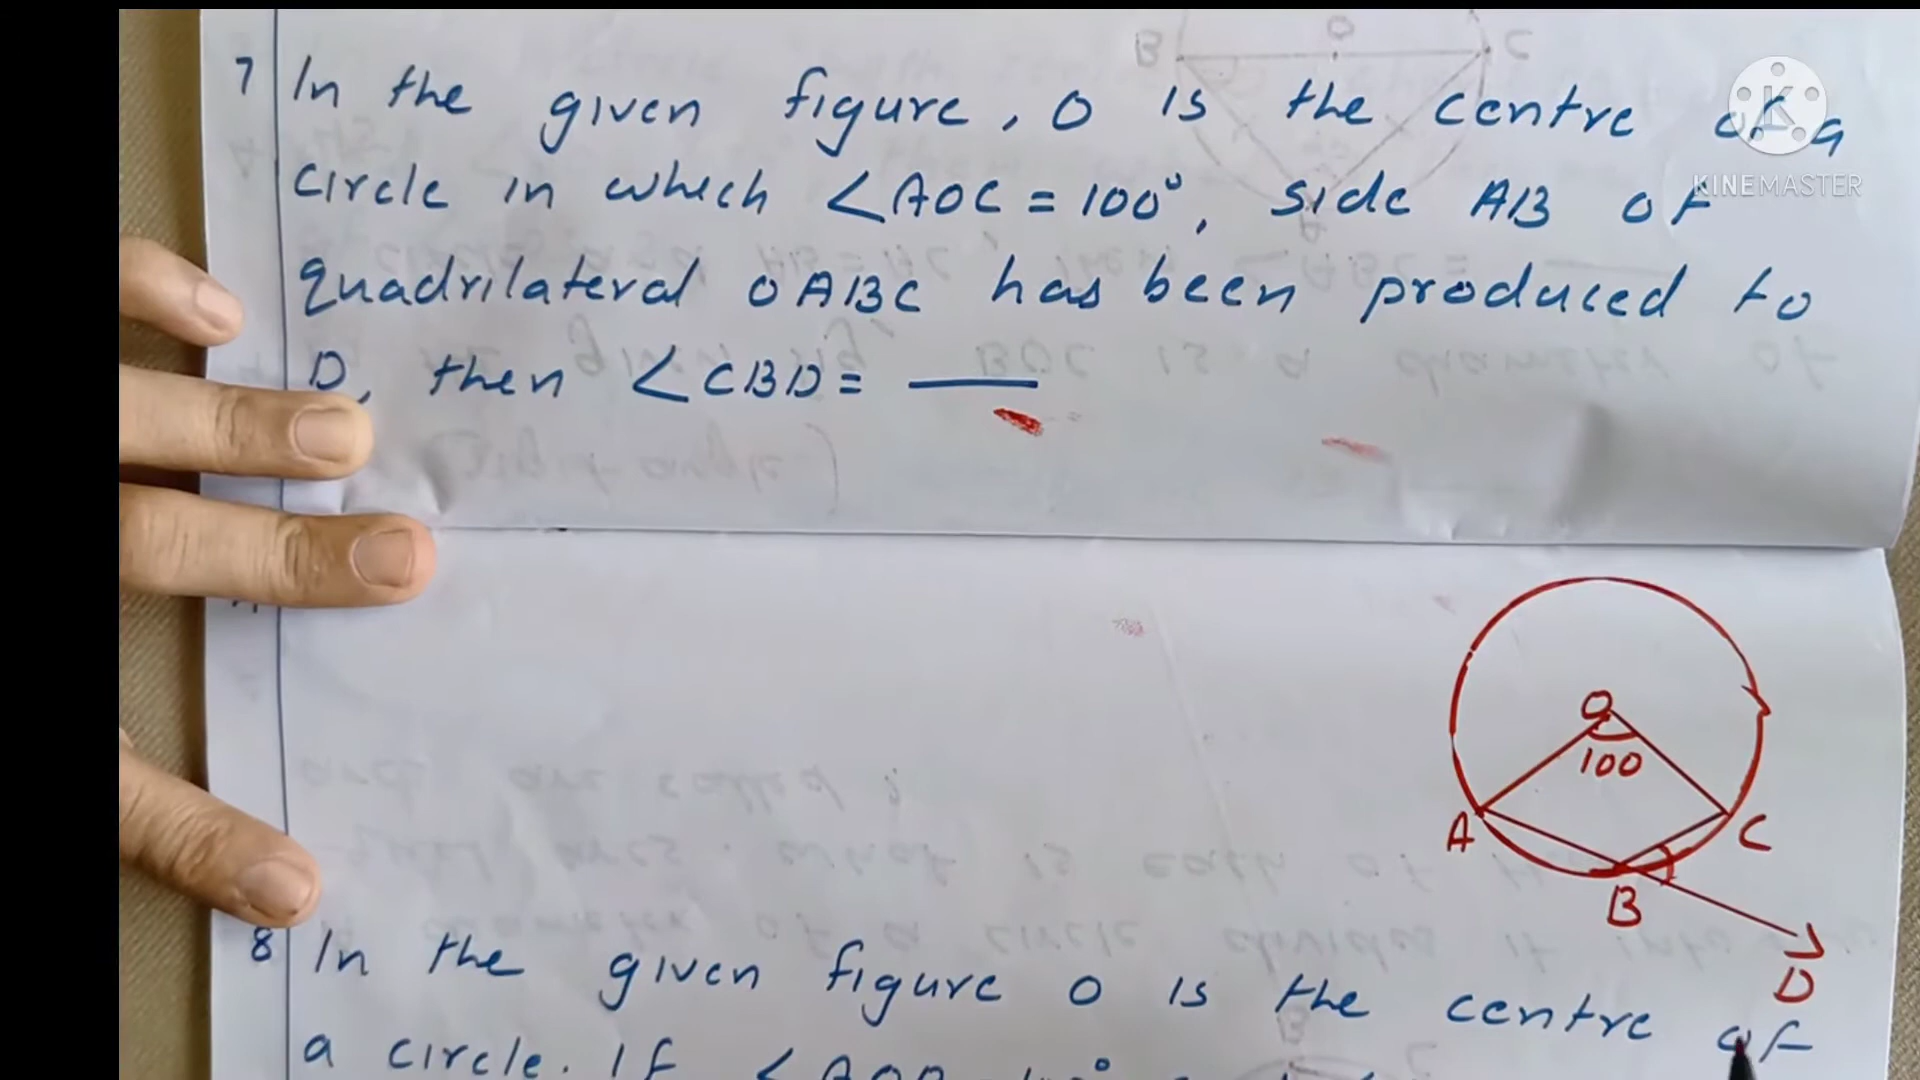 7 In the given figure, O is the centre of a
circle in which ∠AOC = 100°, side AB of
quadrilateral OABC has been produced to
D, then ∠CBD = ____
KINEMASTER
O
100
A
C
B
D
8 In the given figure O is the centre of
a circle. If